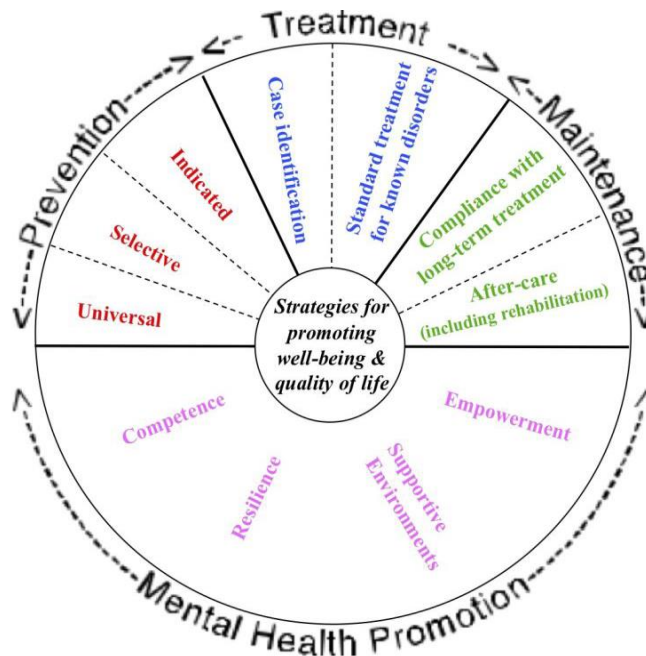 Treatment
Prevention
Maintenance
Case identification
Standard treatment
for known disorders
Indicated
Selective
Universal
Compliance with
long-term treatment
After-care
(including rehabilitation)
Strategies for
promoting
well-being &
quality of life
Competence
Resilience
Supportive
Environments
Empowerment
Mental Health Promotion